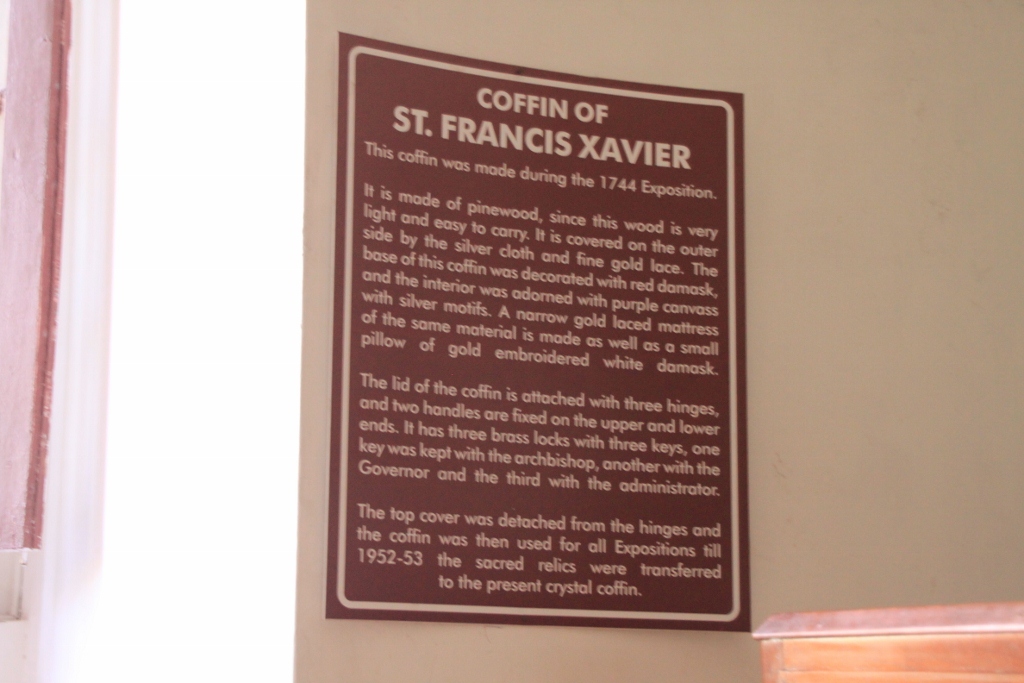 COFFIN OF
ST. FRANCIS XAVIER
This coffin was made during the 1744 Exposition.
It is made of pinewood, since this wood is very
light and easy to carry. It is covered on the outer
side by the silver cloth and fine gold lace. The
base of this coffin was decorated with red damask,
and the interior was adorned with purple canvass
with silver motifs. A narrow gold laced mattress
of the same material is made as well as a small
pillow of gold embroidered white damask.
The lid of the coffin is attached with three hinges,
and two handles are fixed on the upper and lower
ends. It has three brass locks with three keys, one
key was kept with the archbishop, another with the
Governor and the third with the administrator.
The top cover was detached from the hinges and
the coffin was then used for all Expositions till
1952-53 the sacred relics were transferred
to the present crystal coffin.